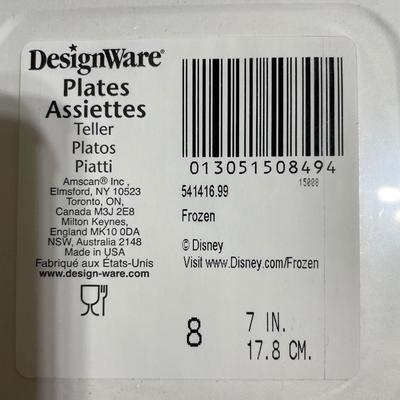 DesignWare®
Plates
Assiettes
Teller
Platos
Piatti
Amscan® Inc.,
Elmsford, NY 10523
Toronto, ON,
Canada M3J 2E8
Milton Keynes,
England MK10 0DA
NSW, Australia 2148
Made in USA
Fabriqué aux États-Unis
www.design-ware.com
013051508494
15008
541416.99
Frozen
© Disney
Visit www.Disney.com/Frozen
8
7 IN.
17.8 CM.